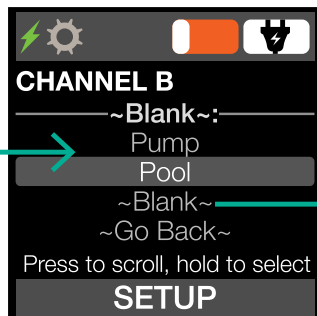 CHANNEL B
~Blank~:
Pump
Pool
~Blank~
~Go Back~
Press to scroll, hold to select
SETUP